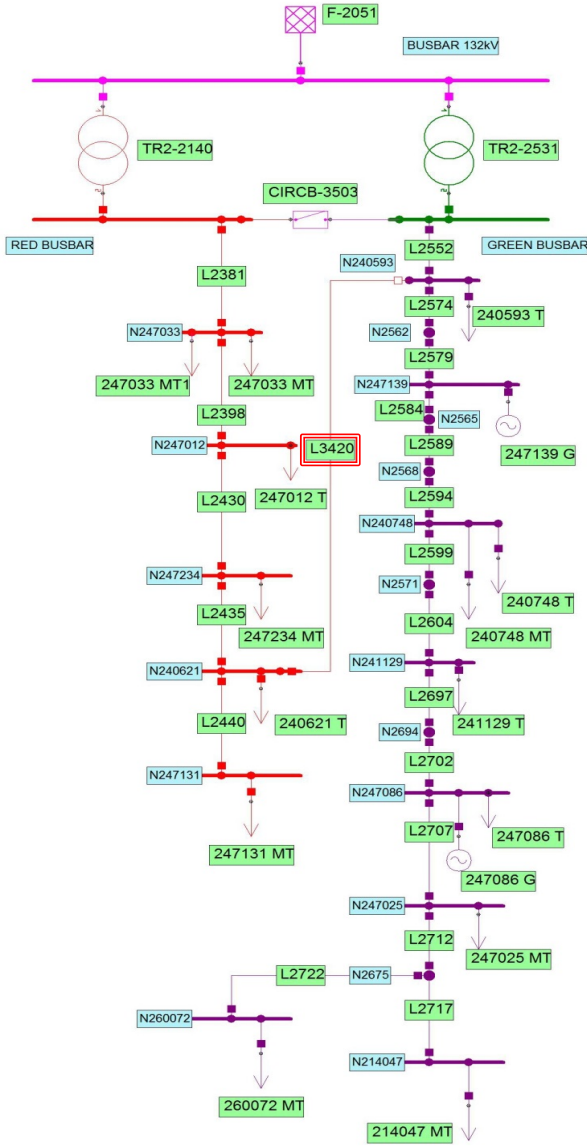 F-2051
BUSBAR 132kV
TR2-2140
TR2-2531
CIRCB-3503
RED BUSBAR
L2552
GREEN BUSBAR
N240593
L2381
L2574
240593 T
N247033
N2562
L2579
247033 MT1
247033 MT
N247139
L2398
L2584
N2565
N247012
L3420
L2589
247139 G
N2568
247012 T
L2430
L2594
N240748
L2599
N247234
N2571
240748 T
L2435
L2604
247234 MT
240748 MT
N240621
N241129
L2697
L2440
240621 T
241129 T
N2694
L2702
N247131
N247086
L2707
247086 T
247131 MT
247086 G
N247025
L2712
247025 MT
L2722
N2675
L2717
N260072
N214047
260072 MT
214047 MT